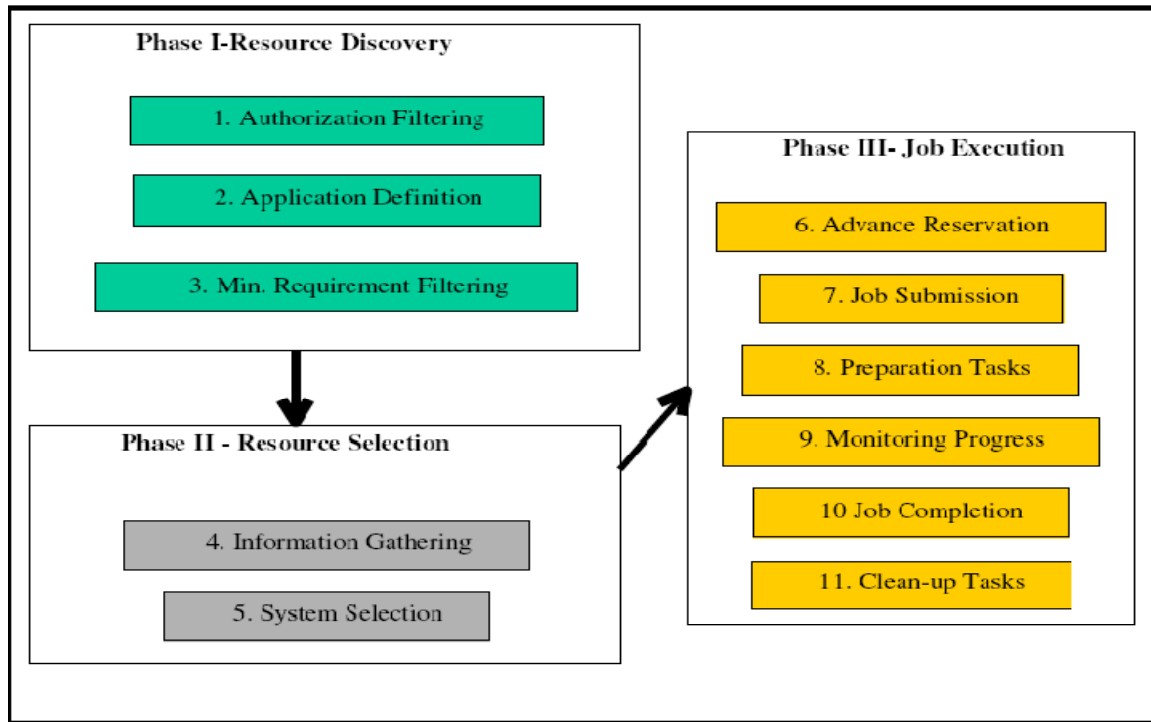 Phase I-Resource Discovery
1. Authorization Filtering
2. Application Definition
3. Min. Requirement Filtering
Phase II - Resource Selection
4. Information Gathering
5. System Selection
Phase III- Job Execution
6. Advance Reservation
7. Job Submission
8. Preparation Tasks
9. Monitoring Progress
10 Job Completion
11. Clean-up Tasks